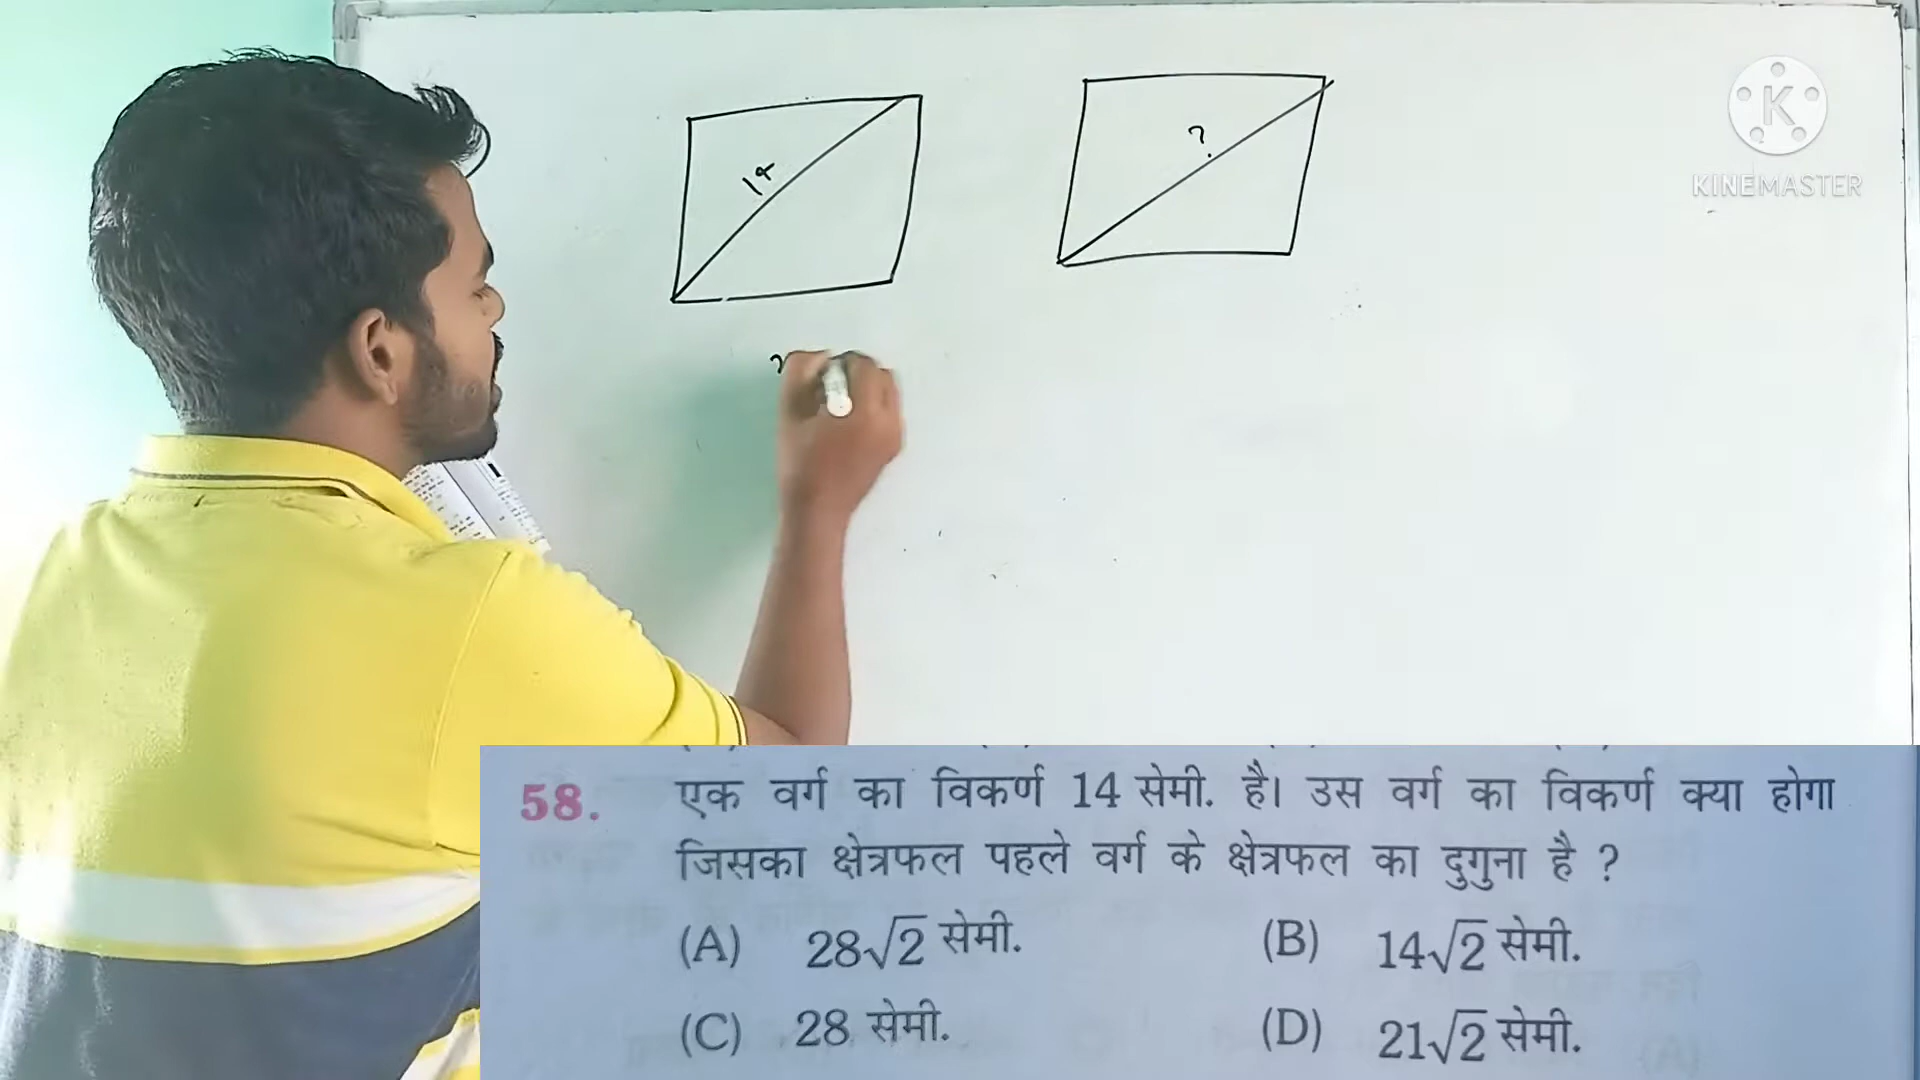 14
?
K
KINEMASTER
58. एक वर्ग का विकर्ण 14 सेमी. है। उस वर्ग का विकर्ण क्या होगा
जिसका क्षेत्रफल पहले वर्ग के क्षेत्रफल का दुगुना है ?
(A) 28√2 सेमी. (B) 14√2 सेमी.
(C) 28 सेमी. (D) 21√2 सेमी.